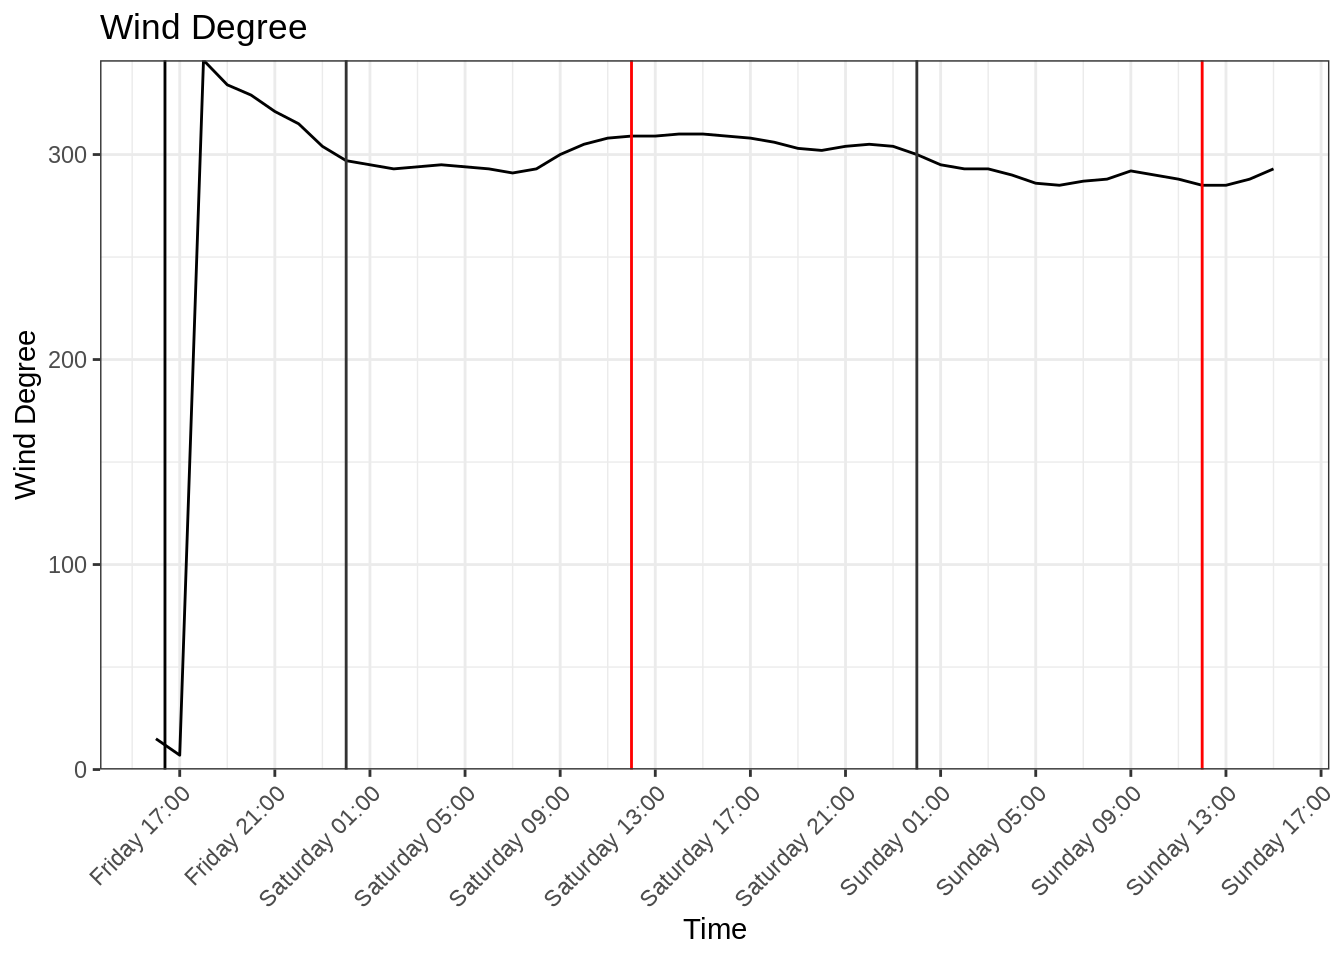 Wind Degree
Wind Degree
300
200
100
0
Friday 17:00
Friday 21:00
Saturday 01:00
Saturday 05:00
Saturday 09:00
Saturday 13:00
Saturday 17:00
Saturday 21:00
Sunday 01:00
Sunday 05:00
Sunday 09:00
Sunday 13:00
Sunday 17:00
Time